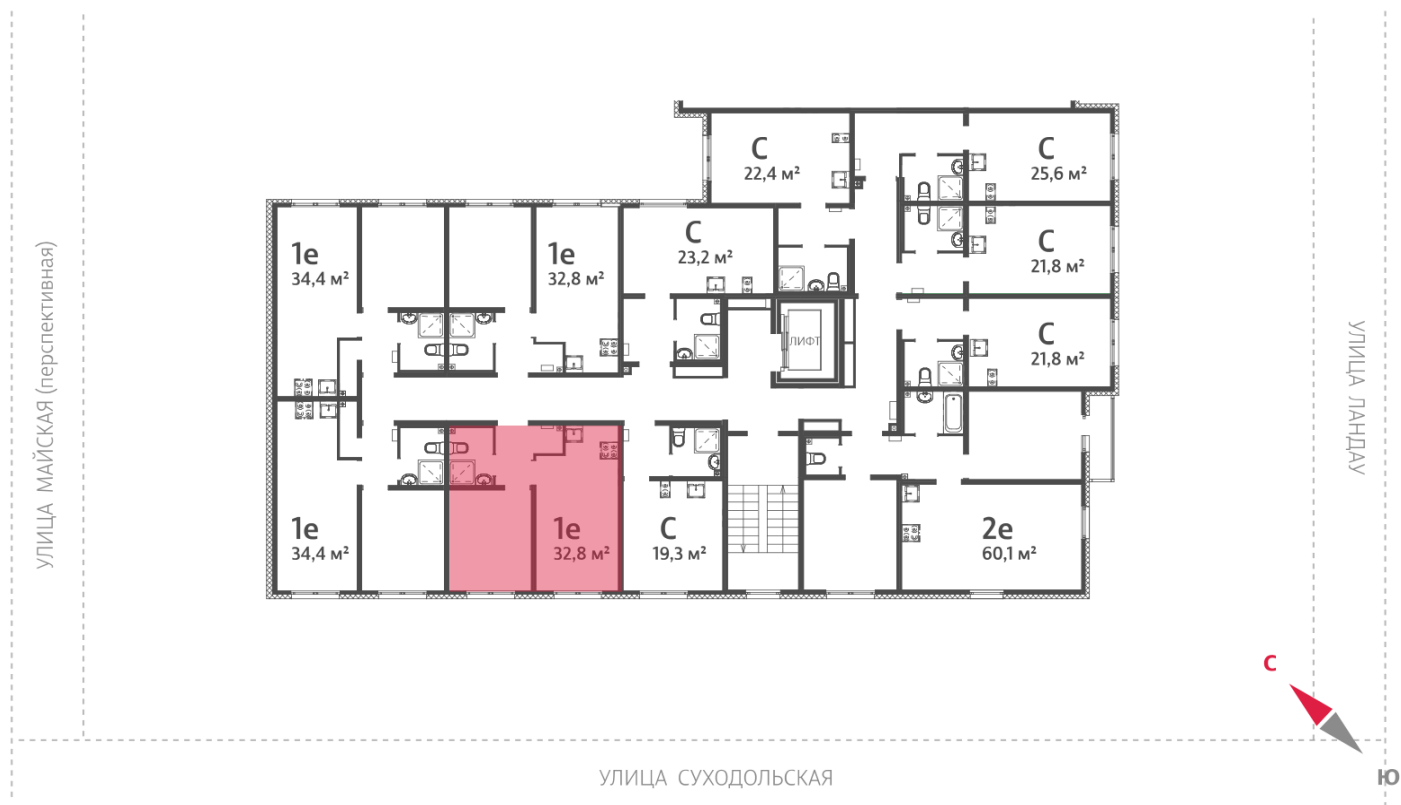 С
22,4 м²
С
25,6 м²
1е
34,4 м²
1е
32,8 м²
С
23,2 м²
С
21,8 м²
ЛИФТ
С
21,8 м²
1е
34,4 м²
1е
32,8 м²
С
19,3 м²
2е
60,1 м²
УЛИЦА МАЙСКАЯ (перспективная)
УЛИЦА ЛАНДАУ
С
Ю
УЛИЦА СУХОДОЛЬСКАЯ